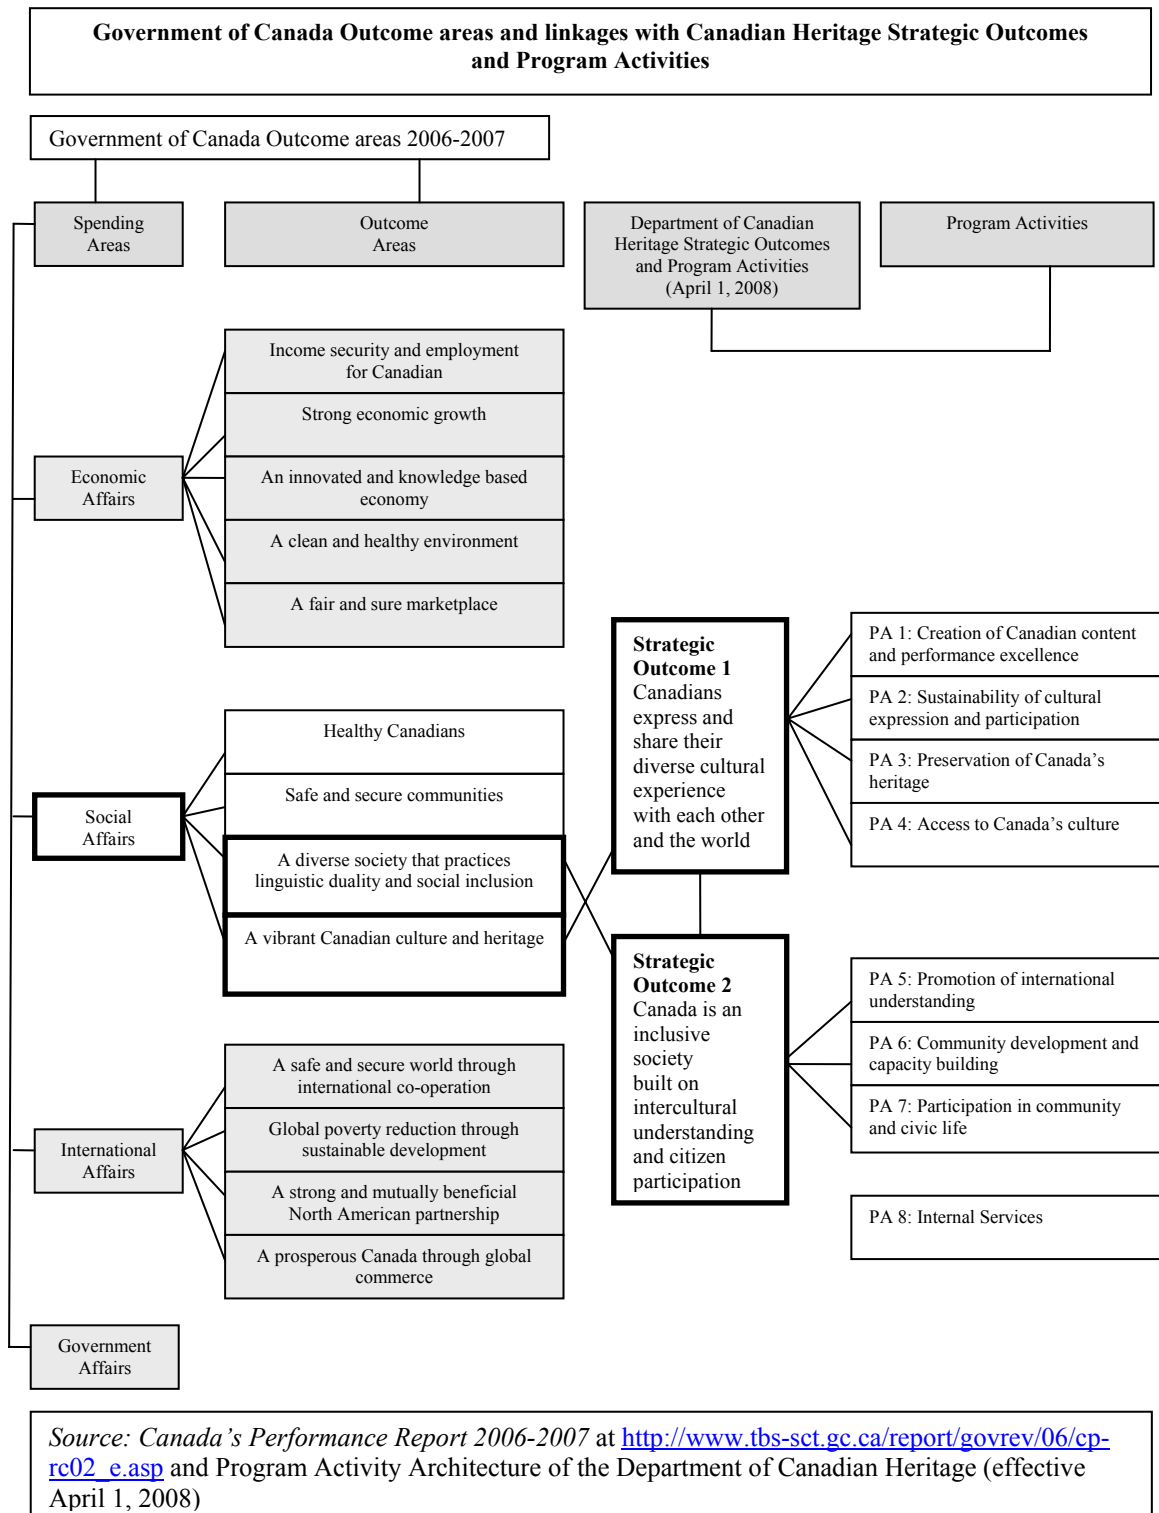 Government of Canada Outcome areas and linkages with Canadian Heritage Strategic Outcomes
and Program Activities
Government of Canada Outcome areas 2006-2007
Spending
Areas
Outcome
Areas
Department of Canadian
Heritage Strategic Outcomes
and Program Activities
(April 1, 2008)
Program Activities
Economic
Affairs
Income security and employment
for Canadian
Strong economic growth
An innovated and knowledge based
economy
A clean and healthy environment
A fair and sure marketplace
Social
Affairs
Healthy Canadians
Safe and secure communities
A diverse society that practices
linguistic duality and social inclusion
A vibrant Canadian culture and heritage
Strategic
Outcome 1
Canadians
express and
share their
diverse cultural
experience
with each other
and the world
PA 1: Creation of Canadian content
and performance excellence
PA 2: Sustainability of cultural
expression and participation
PA 3: Preservation of Canada's
heritage
PA 4: Access to Canada's culture
Strategic
Outcome 2
Canada is an
inclusive
society
built on
intercultural
understanding
and citizen
participation
PA 5: Promotion of international
understanding
PA 6: Community development and
capacity building
PA 7: Participation in community
and civic life
PA 8: Internal Services
International
Affairs
A safe and secure world through
international co-operation
Global poverty reduction through
sustainable development
A strong and mutually beneficial
North American partnership
A prosperous Canada through global
commerce
Government
Affairs
Source: Canada's Performance Report 2006-2007 at http://www.tbs-sct.gc.ca/report/govrev/06/cp-
rc02_e.asp and Program Activity Architecture of the Department of Canadian Heritage (effective
April 1, 2008)